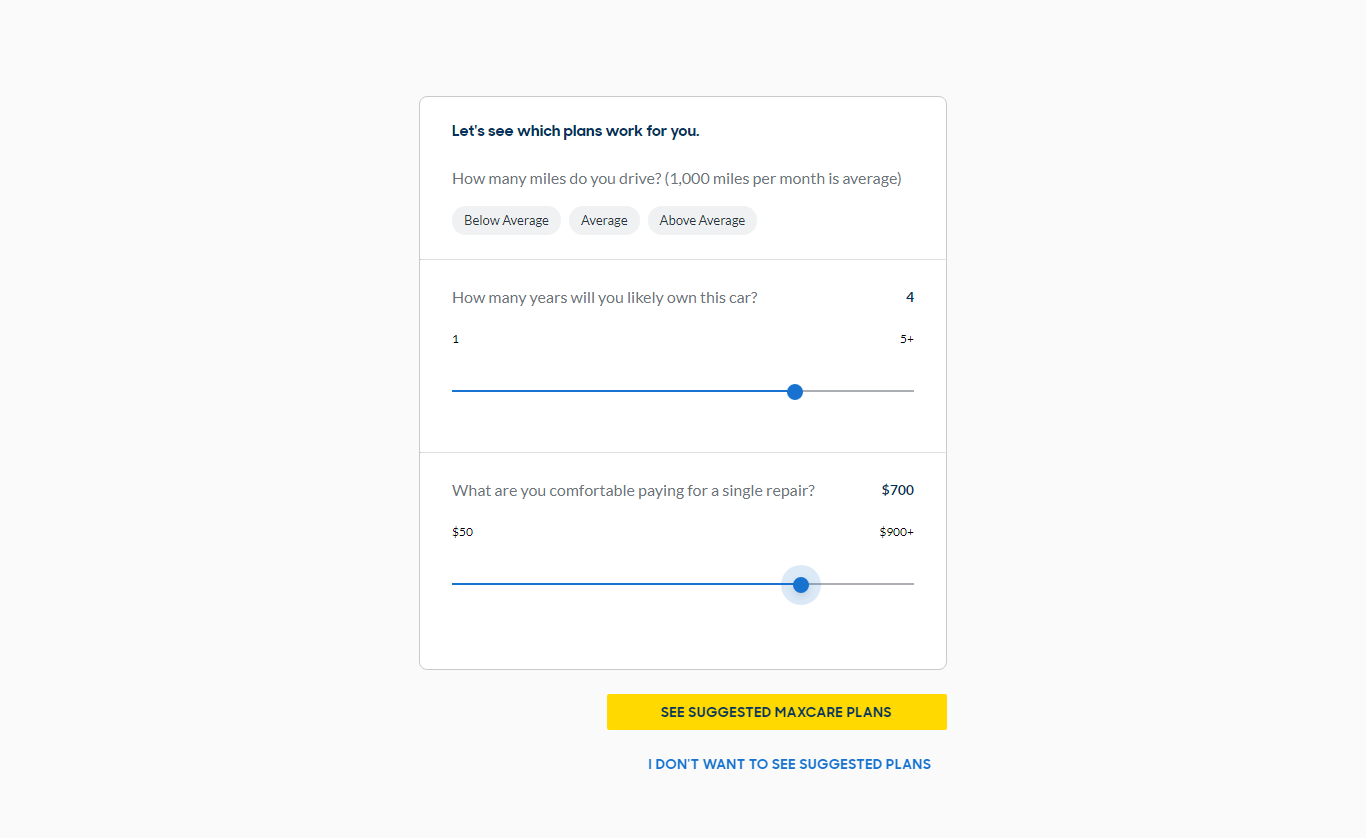 Let's see which plans work for you.
How many miles do you drive? (1,000 miles per month is average)
Below Average Average Above Average
How many years will you likely own this car? 4
1 5+
What are you comfortable paying for a single repair? $700
$50 $900+
SEE SUGGESTED MAXCARE PLANS
I DON'T WANT TO SEE SUGGESTED PLANS